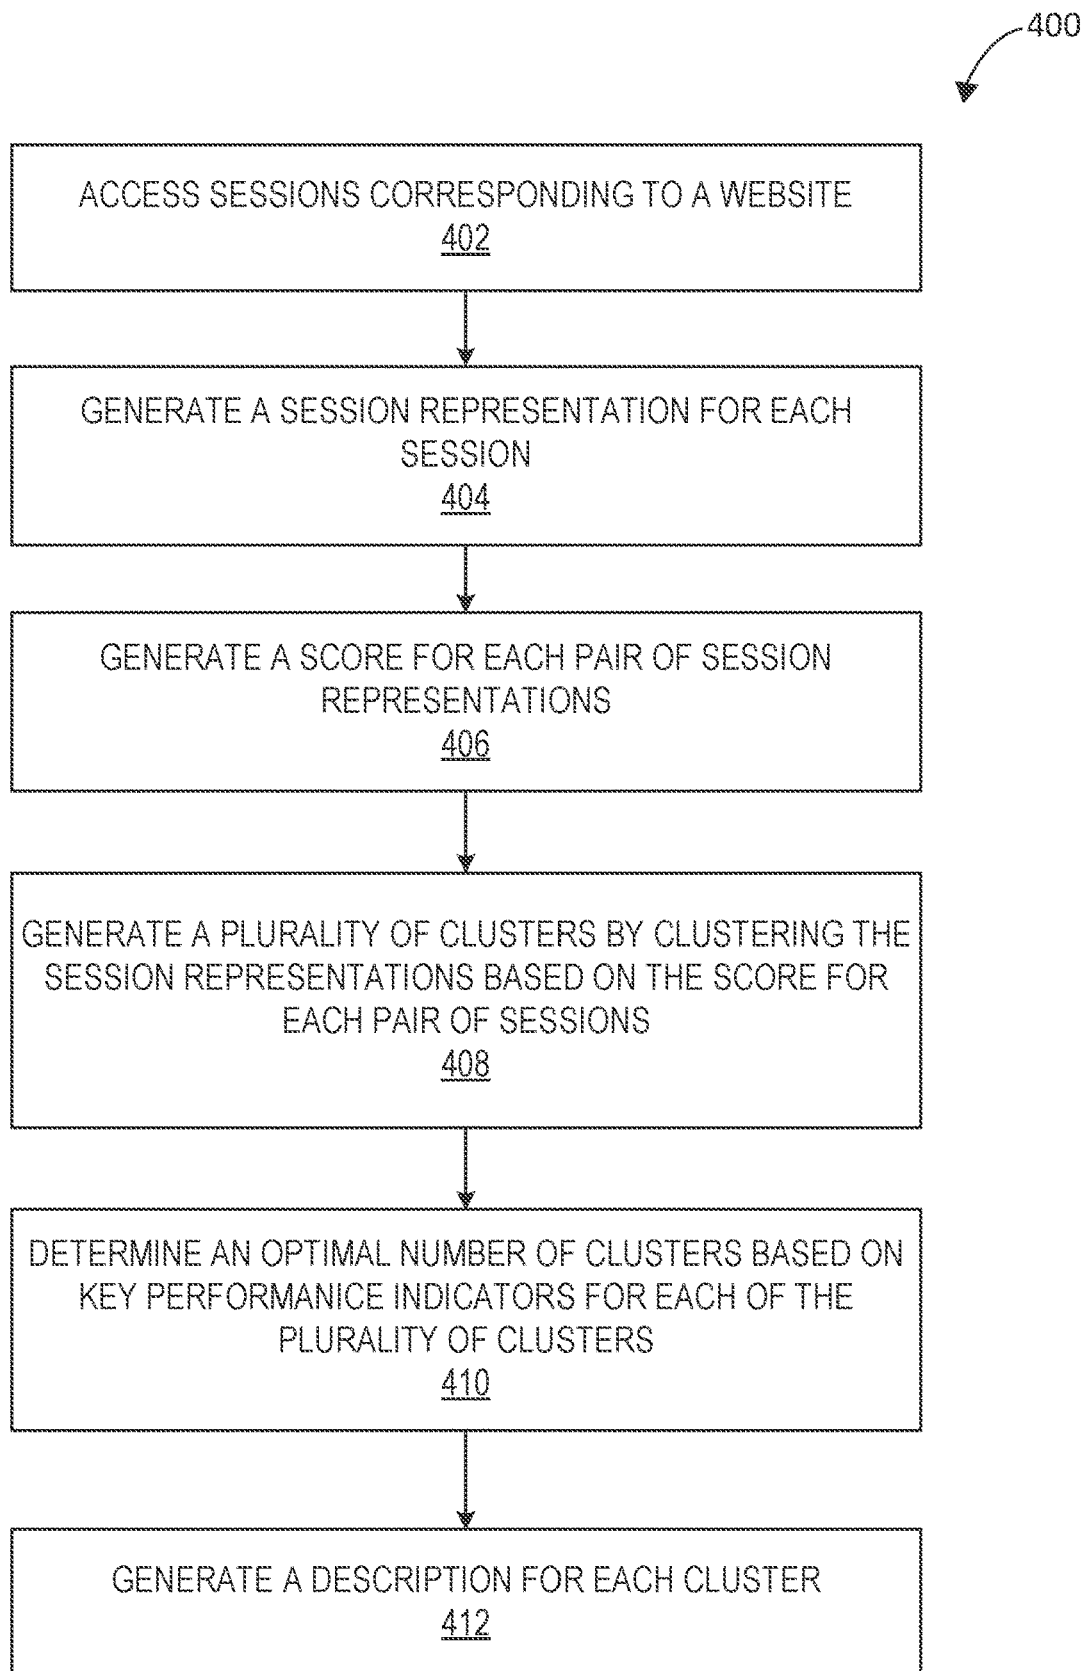 400
ACCESS SESSIONS CORRESPONDING TO A WEBSITE
402
GENERATE A SESSION REPRESENTATION FOR EACH
SESSION
404
GENERATE A SCORE FOR EACH PAIR OF SESSION
REPRESENTATIONS
406
GENERATE A PLURALITY OF CLUSTERS BY CLUSTERING THE
SESSION REPRESENTATIONS BASED ON THE SCORE FOR
EACH PAIR OF SESSIONS
408
DETERMINE AN OPTIMAL NUMBER OF CLUSTERS BASED ON
KEY PERFORMANICE INDICATORS FOR EACH OF THE
PLURALITY OF CLUSTERS
410
GENERATE A DESCRIPTION FOR EACH CLUSTER
412